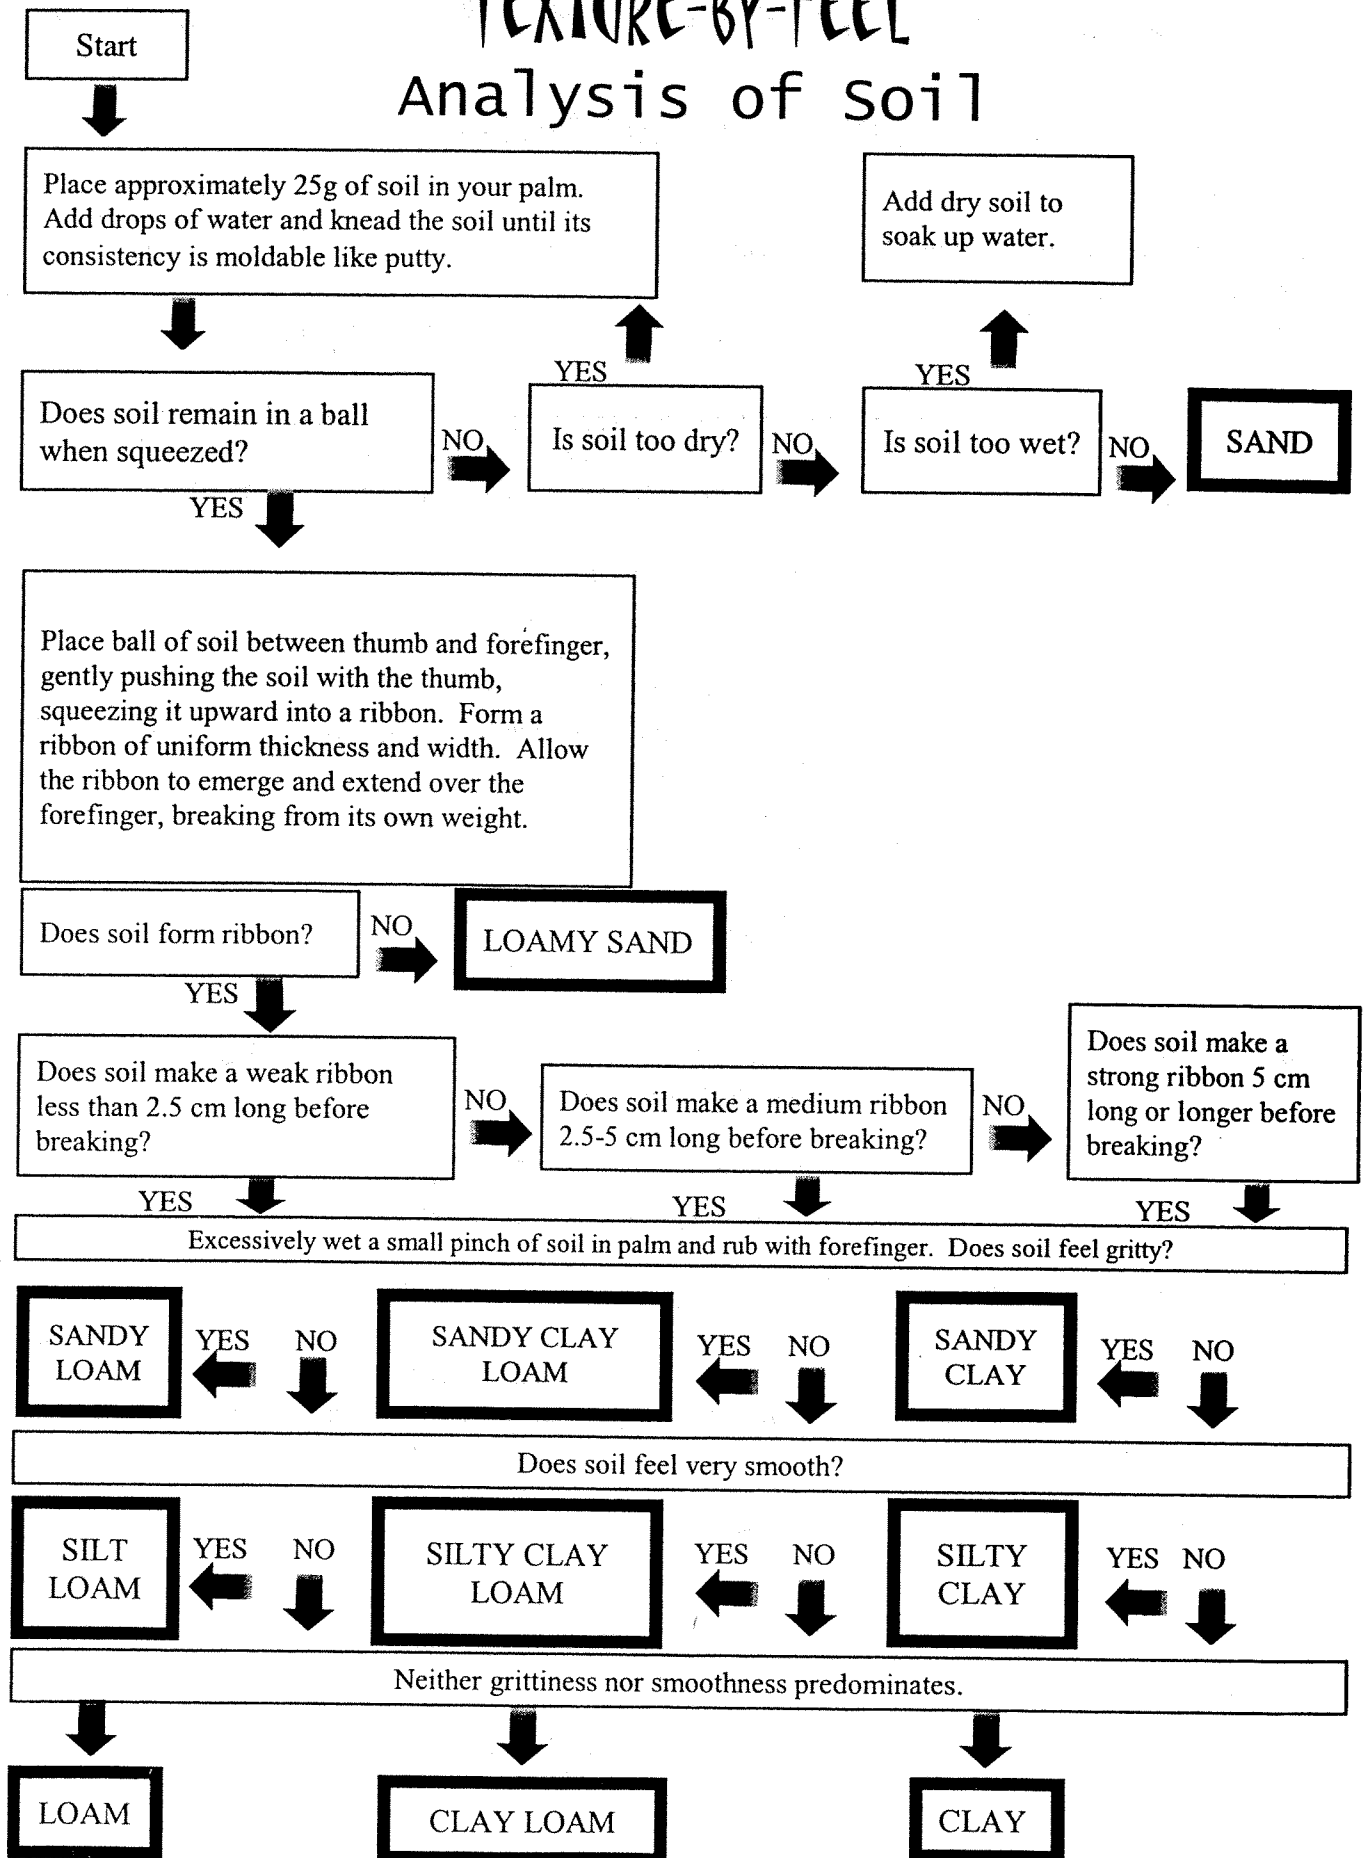 TEXTURE-BY-FEEL
Analysis of Soil
Start
Place approximately 25g of soil in your palm.
Add drops of water and knead the soil until its
consistency is moldable like putty.
Add dry soil to
soak up water.
YES
YES
Does soil remain in a ball
when squeezed?
NO
Is soil too dry?
NO
Is soil too wet?
NO
SAND
YES
Place ball of soil between thumb and forefinger,
gently pushing the soil with the thumb,
squeezing it upward into a ribbon. Form a
ribbon of uniform thickness and width. Allow
the ribbon to emerge and extend over the
forefinger, breaking from its own weight.
Does soil form ribbon?
NO
LOAMY SAND
YES
Does soil make a weak ribbon
less than 2.5 cm long before
breaking?
NO
Does soil make a medium ribbon
2.5-5 cm long before breaking?
NO
Does soil make a
strong ribbon 5 cm
long or longer before
breaking?
YES
YES
YES
Excessively wet a small pinch of soil in palm and rub with forefinger. Does soil feel gritty?
SANDY
LOAM
YES
NO
SANDY CLAY
LOAM
YES
NO
SANDY
CLAY
YES
NO
Does soil feel very smooth?
SILT
LOAM
YES
NO
SILTY CLAY
LOAM
YES
NO
SILTY
CLAY
YES
NO
Neither grittiness nor smoothness predominates.
LOAM
CLAY LOAM
CLAY